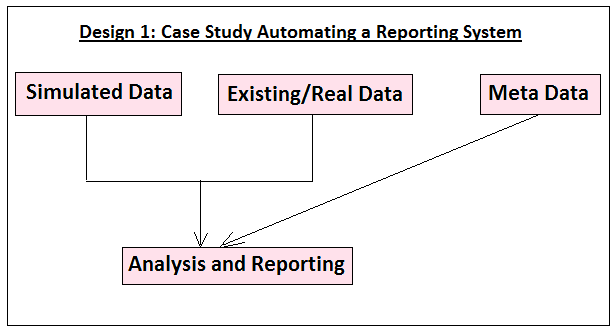 Design 1: Case Study Automating a Reporting System
Simulated Data
Existing/Real Data
Meta Data
Analysis and Reporting